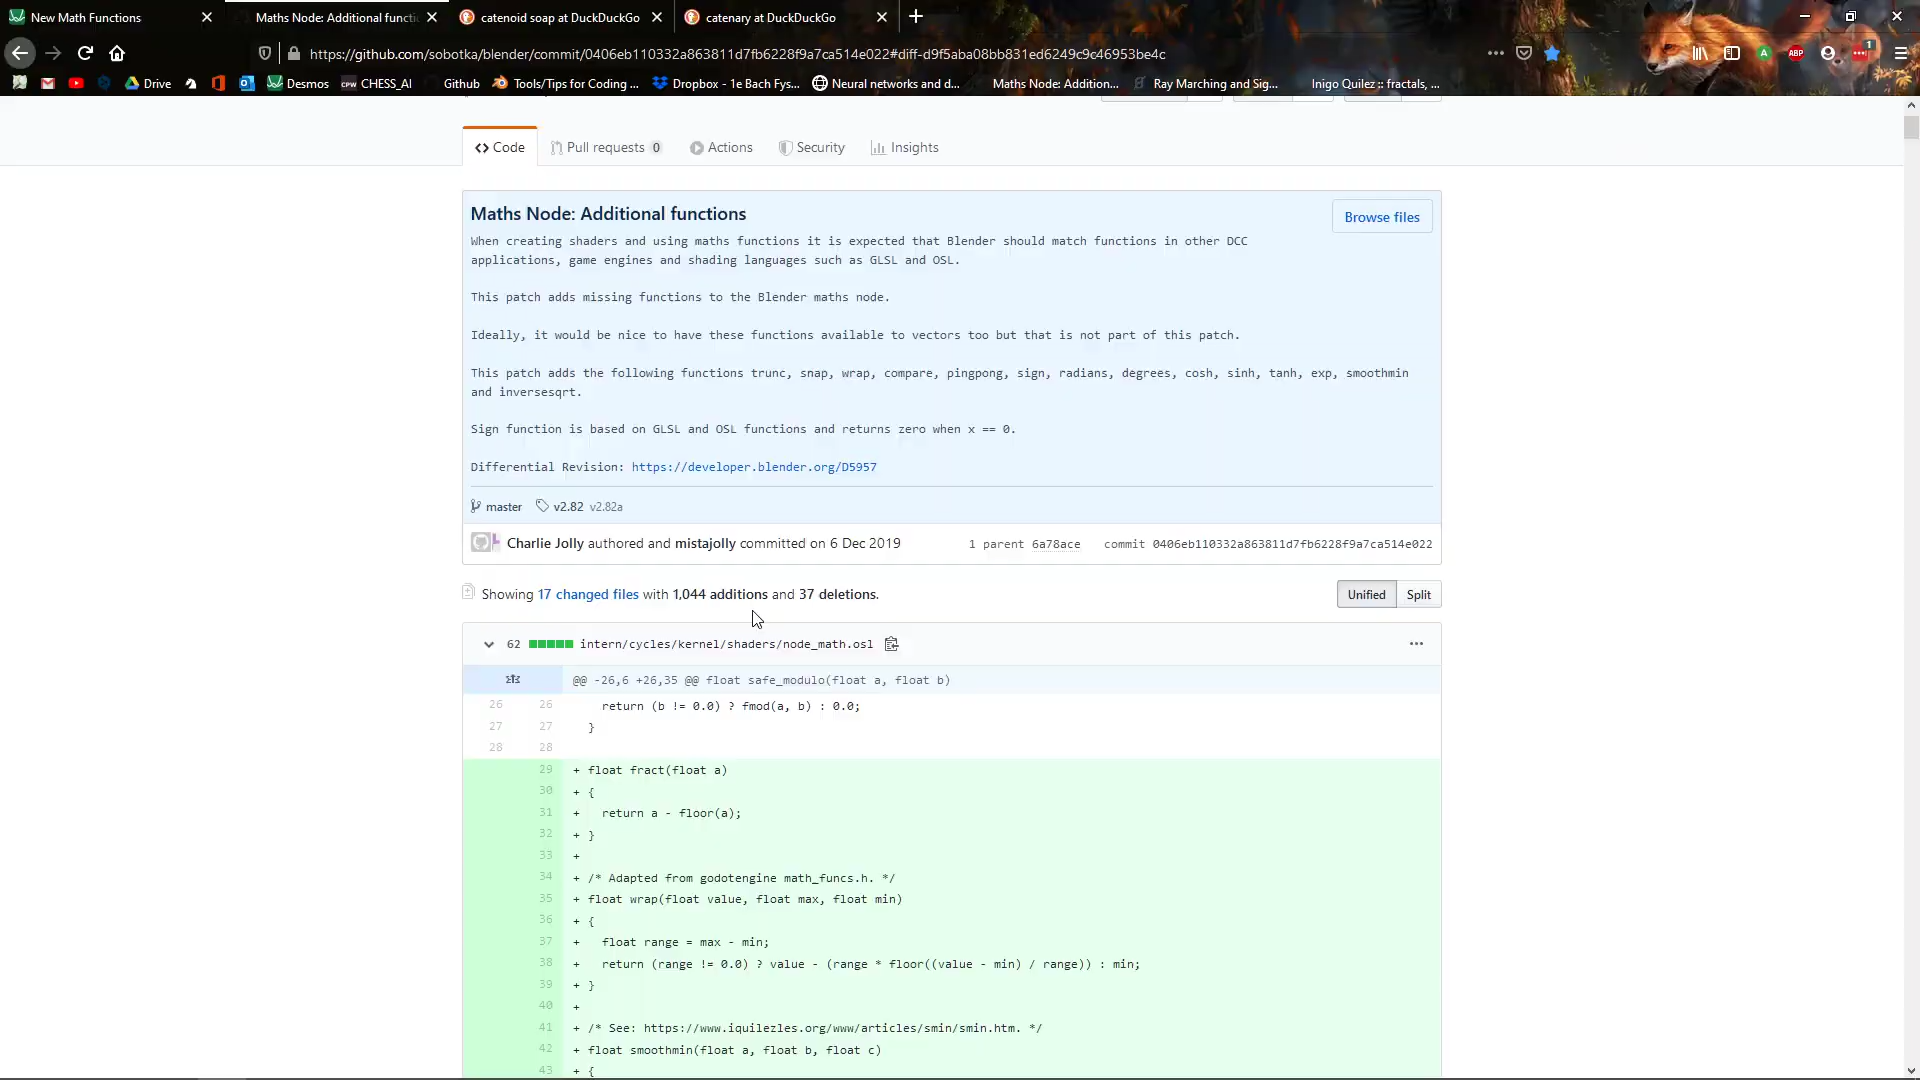 New Math Functions
Maths Node: Additional functi
catenoid soap at DuckDuckGo
catenary at DuckDuckGo
https://github.com/sobotka/blender/commit/0406eb110332a863811d7fb6228f9a7ca514e022#diff-d9f5aba08bb831ed6249c9c46953be4c
Drive
Desmos
CPW CHESS_AI
Github
Tools/Tips for Coding ...
Dropbox - 1e Bach Fys...
Neural networks and d...
Maths Node: Addition...
Ray Marching and Sig...
Inigo Quilez :: fractals, ...
<> Code
Pull requests 0
Actions
Security
Insights
Maths Node: Additional functions
Browse files
When creating shaders and using maths functions it is expected that Blender should match functions in other DCC
applications, game engines and shading languages such as GLSL and OSL.
This patch adds missing functions to the Blender maths node.
Ideally, it would be nice to have these functions available to vectors too but that is not part of this patch.
This patch adds the following functions trunc, snap, wrap, compare, pingpong, sign, radians, degrees, cosh, sinh, tanh, exp, smoothmin
and inversesqrt.
Sign function is based on GLSL and OSL functions and returns zero when x == 0.
Differential Revision: https://developer.blender.org/D5957
master v2.82 v2.82a
Charlie Jolly authored and mistajolly committed on 6 Dec 2019
1 parent 6a78ace commit 0406eb110332a863811d7fb6228f9a7ca514e022
Showing 17 changed files with 1,044 additions and 37 deletions.
Unified Split
62 intern/cycles/kernel/shaders/node_math.osl
@@ -26,6 +26,35 @@ float safe_modulo(float a, float b)
26 26 return (b != 0.0) ? fmod(a, b) : 0.0;
27 27 }
28 28
29 + float fract(float a)
30 + {
31 + return a - floor(a);
32 + }
33 +
34 + /* Adapted from godotengine math_funcs.h. */
35 + float wrap(float value, float max, float min)
36 + {
37 + float range = max - min;
38 + return (range != 0.0) ? value - (range * floor((value - min) / range)) : min;
39 + }
40 +
41 + /* See: https://www.iquilezles.org/www/articles/smin/smin.htm. */
42 + float smoothmin(float a, float b, float c)
43 + {